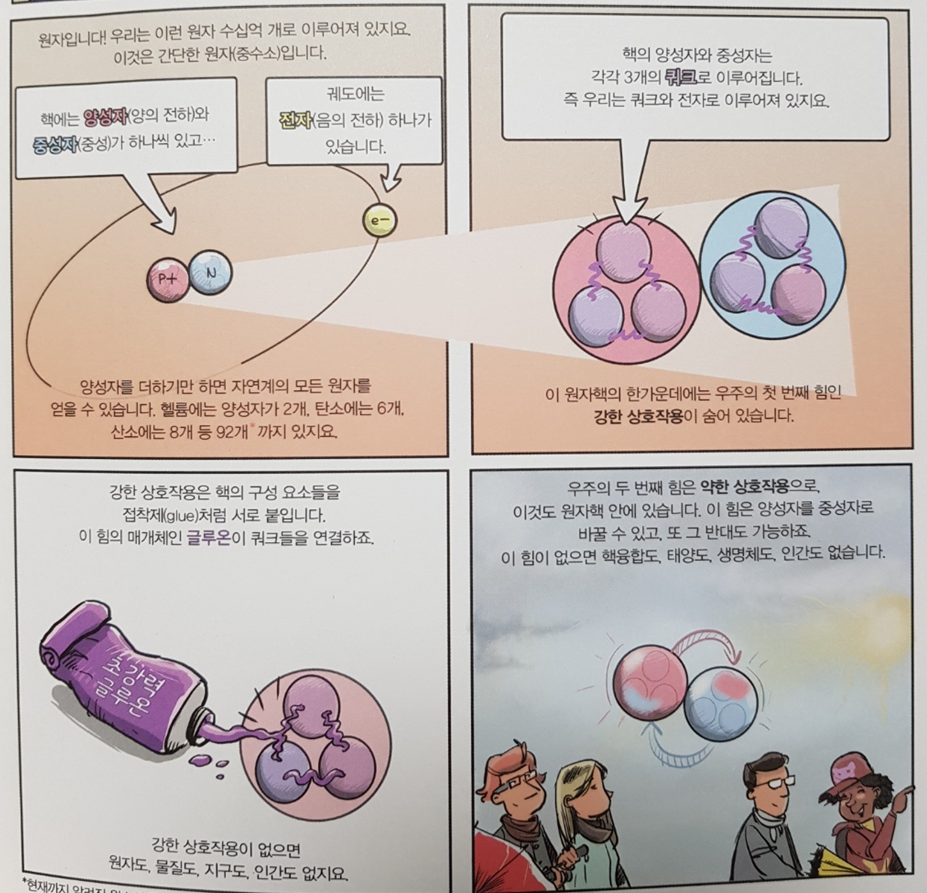 원자입니다! 우리는 이런 원자 수십억 개로 이루어져 있지요.
이것은 간단한 원자(중수소)입니다.
핵에는 양성자(양의 전하)와
중성자(중성)가 하나씩 있고…
궤도에는
전자(음의 전하) 하나가
있습니다.
e-
P+ N
양성자를 더하기만 하면 자연계의 모든 원자를
얻을 수 있습니다. 헬륨에는 양성자가 2개, 탄소에는 6개,
산소에는 8개 등 92개*까지 있지요.
핵의 양성자와 중성자는
각각 3개의 쿼크로 이루어집니다.
즉 우리는 쿼크와 전자로 이루어져 있지요.
이 원자핵의 한가운데에는 우주의 첫 번째 힘인
강한 상호작용이 숨어 있습니다.
강한 상호작용은 핵의 구성 요소들을
접착제(glue)처럼 서로 붙입니다.
이 힘의 매개체인 글루온이 쿼크들을 연결하죠.
초강력
글루온
강한 상호작용이 없으면
원자도, 물질도, 지구도, 인간도 없지요.
우주의 두 번째 힘은 약한 상호작용으로,
이것도 원자핵 안에 있습니다. 이 힘은 양성자를 중성자로
바꿀 수 있고, 또 그 반대도 가능하죠.
이 힘이 없으면 핵융합도, 태양도, 생명체도, 인간도 없습니다.
*현재까지 알려진